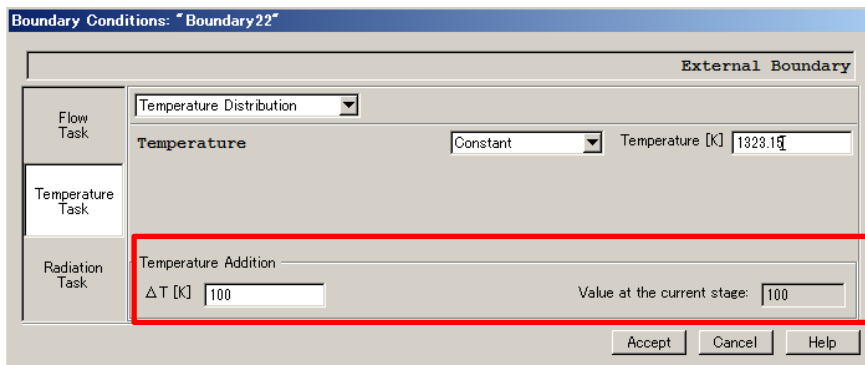 Boundary Conditions: "Boundary22"
External Boundary
Flow
Task
Temperature
Task
Radiation
Task
Temperature Distribution
Temperature Constant Temperature [K] 1323.15
Temperature Addition
ΔT [K] 100 Value at the current stage: 100
Accept Cancel Help